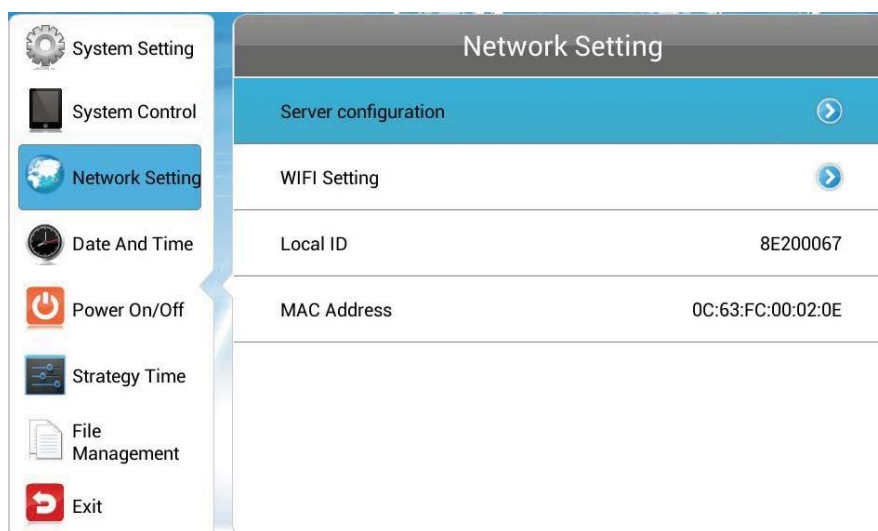 System Setting
System Control
Network Setting
Date And Time
Power On/Off
Strategy Time
File
Management
Exit
Network Setting
Server configuration
WIFI Setting
Local ID 8E200067
MAC Address 0C:63:FC:00:02:0E